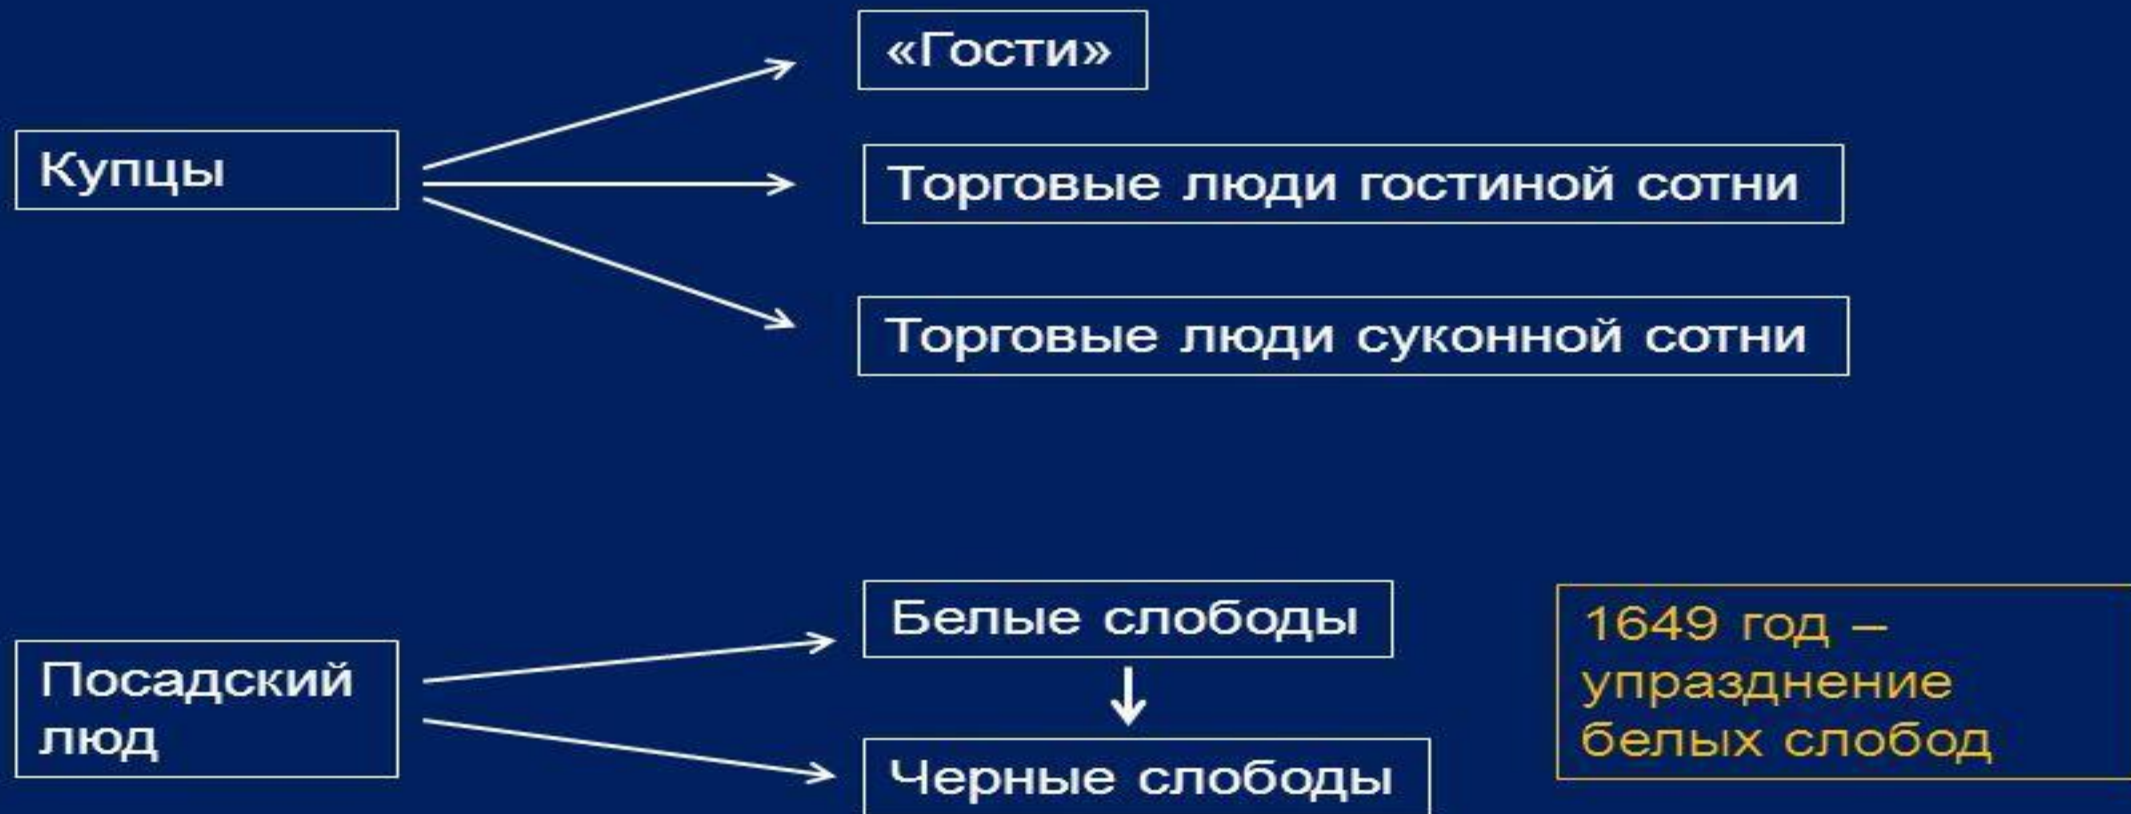 «Гости»
Купцы
Торговые люди гостиной сотни
Торговые люди суконной сотни
Белые слободы
Посадский
люд
1649 год –
упразднение
белых слобод
Черные слободы